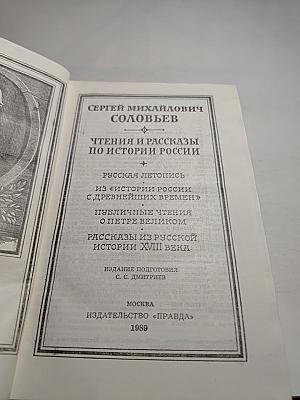 СЕРГЕЙ МИХАЙЛОВИЧ
СОЛОВЬЕВ
ЧТЕНИЯ И РАССКАЗЫ
ПО ИСТОРИИ РОССИИ
РУССКАЯ ЛЕТОПИСЬ
ИЗ «ИСТОРИИ РОССИИ
С ДРЕВНЕЙШИХ ВРЕМЕН»
ПУБЛИЧНЫЕ ЧТЕНИЯ
О ПЕТРЕ ВЕЛИКОМ
РАССКАЗЫ ИЗ РУССКОЙ
ИСТОРИИ XVIII ВЕКА
ИЗДАНИЕ ПОДГОТОВИЛ
С. С. ДМИТРИЕВ
МОСКВА
ИЗДАТЕЛЬСТВО «ПРАВДА»
1989